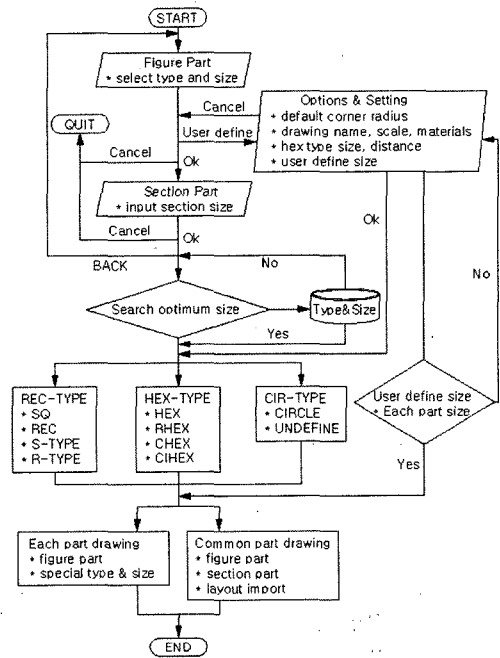 START
Figure Part
* select type and size
Cancel
Options & Setting
* default corner radius
* drawing name, scale, materials
* hex type size, distance
* user define size
QUIT
User define
Cancel
Ok
Section Part
* input section size
Cancel
Ok
Ok
BACK
No
No
Search optimum size
Type&Size
Yes
REC-TYPE
* SQ
* REC
* S-TYPE
* R-TYPE
HEX-TYPE
* HEX
* RHEX
* CHEX
* CIHEX
CIR-TYPE
* CIRCLE
* UNDEFINE
User define size
* Each part size
Yes
Each part drawing
* figure part
* special type & size
Common part drawing
* figure part
* section part
* layout import
END